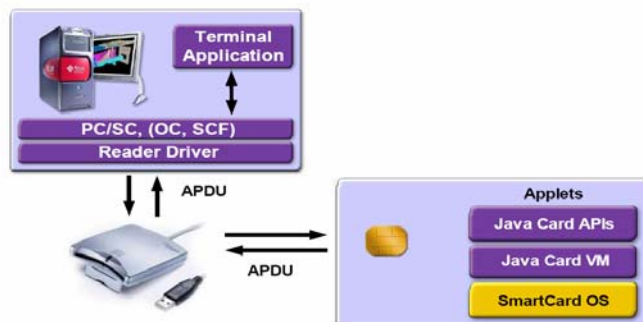 Terminal
Application
PC/SC, (OC, SCF)
Reader Driver
APDU
APDU
Applets
Java Card APIs
Java Card VM
SmartCard OS